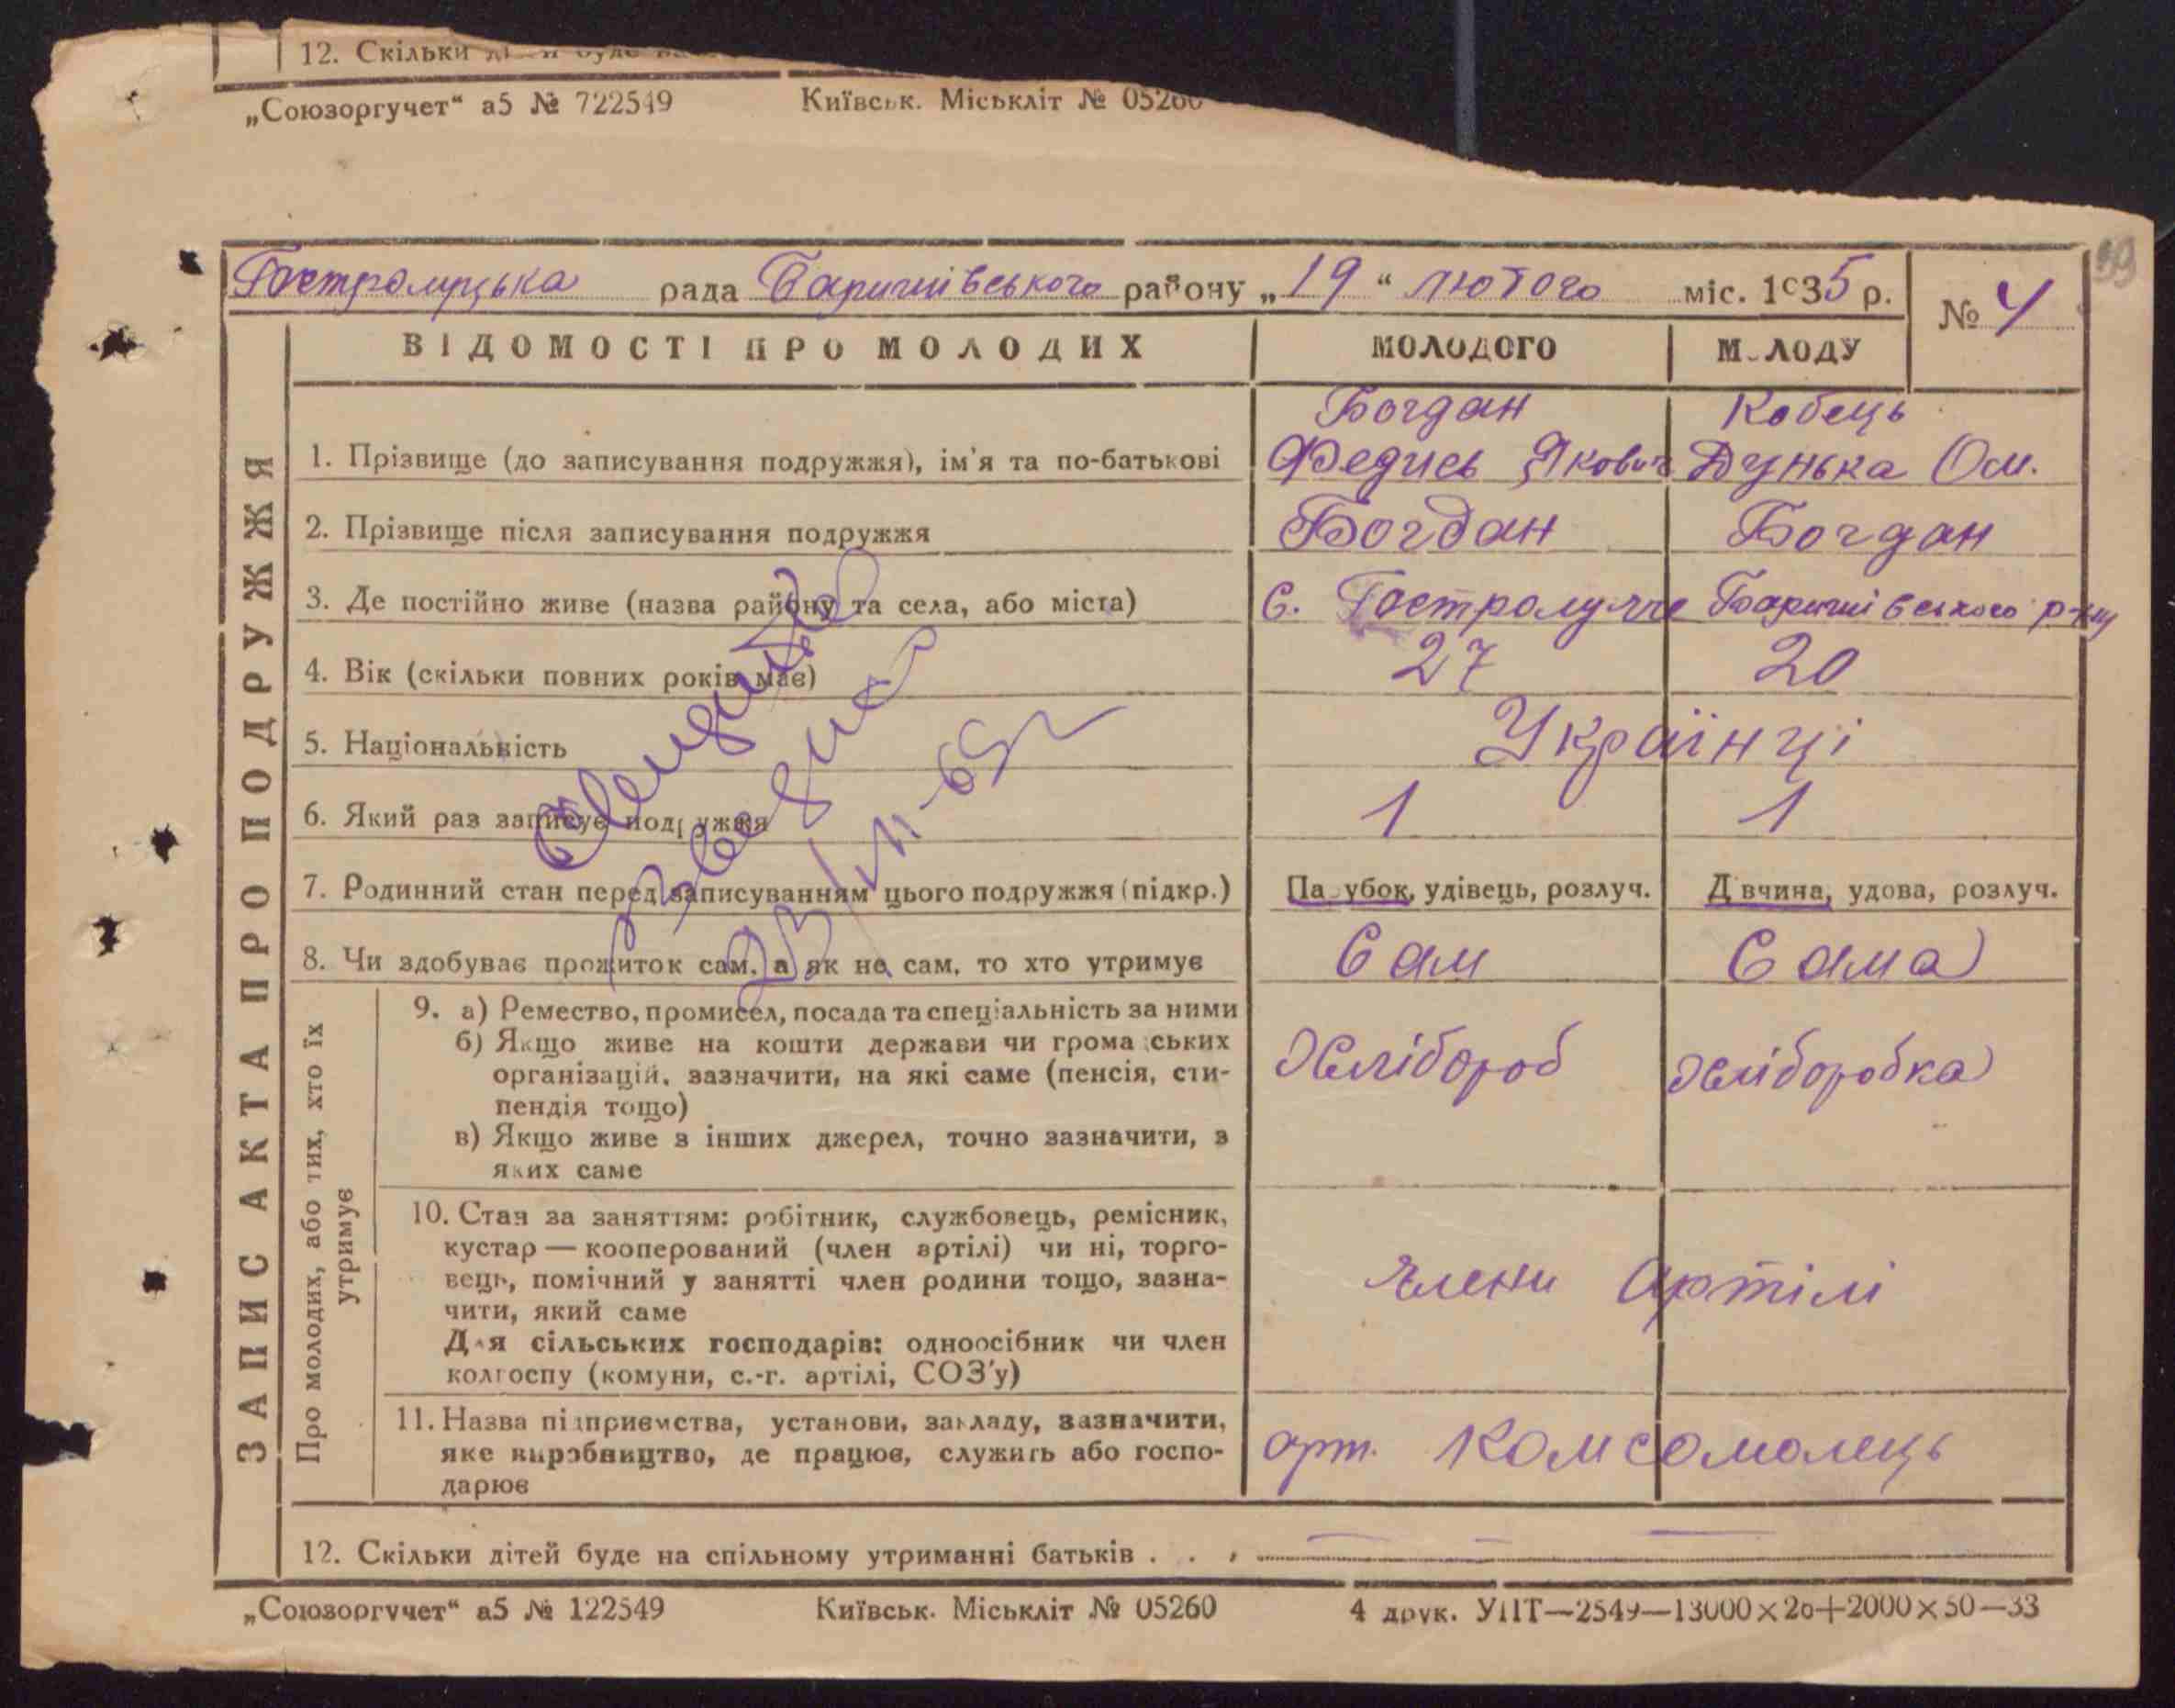 12. Скільки
„Союзоргучет“ а5 № 722549 Київськ. Міськліт № 05260
39
Гостролуцька рада Баришівського району „19“ лютого міс. 1935 р. № 4
ВІДОМОСТІ ПРО МОЛОДИХ МОЛОДОГО МОЛОДУ
Богдан Кобець
1. Прізвище (до записування подружжя), ім'я та по-батькові Федись Якович Дунька Ом.
2. Прізвище після записування подружжя Богдан Богдан
3. Де постійно живе (назва району та села, або міста) с. Гостролуччє Баришівського р-ну
4. Вік (скільки повних років має) 27 20
5. Національність Українці
6. Який раз записує подружжя 1 1
7. Родинний стан перед записуванням цього подружжя (підкр.) Парубок, удівець, розлуч. Дівчина, удова, розлуч.
8. Чи здобуває прожиток сам, а як не сам, то хто утримує Сам Сама
9. а) Ремество, промисел, посада та спеціальність за ними
б) Якщо живе на кошти держави чи громадських Хлібороб хліборобка
організацій, зазначити, на які саме (пенсія, сти-
пендія тощо)
в) Якщо живе з інших джерел, точно зазначити, з
яких саме
10. Стан за заняттям: робітник, службовець, ремісник,
кустар — кооперований (член артілі) чи ні, торго-
вець, помічний у занятті член родини тощо, зазна- Члени артілі
чити, який саме
Для сільських господарів: одноосібник чи член
колгоспу (комуни, с.-г. артілі, СОЗ'у)
11. Назва підприємства, установи, закладу, зазначити,
яке виробництво, де працює, служить або госпо- арт. Комсомолець
дарює
12. Скільки дітей буде на спільному утриманні батьків . . . — — —
„Союзоргучет“ а5 № 122549 Київськ. Міськліт № 05260 4 друк. УПТ—2549—13000×20+2000×50—33
ЗАПИС АКТА ПРО ПОДРУЖЖЯ
Про молодих, або тих, хто їх
утримує